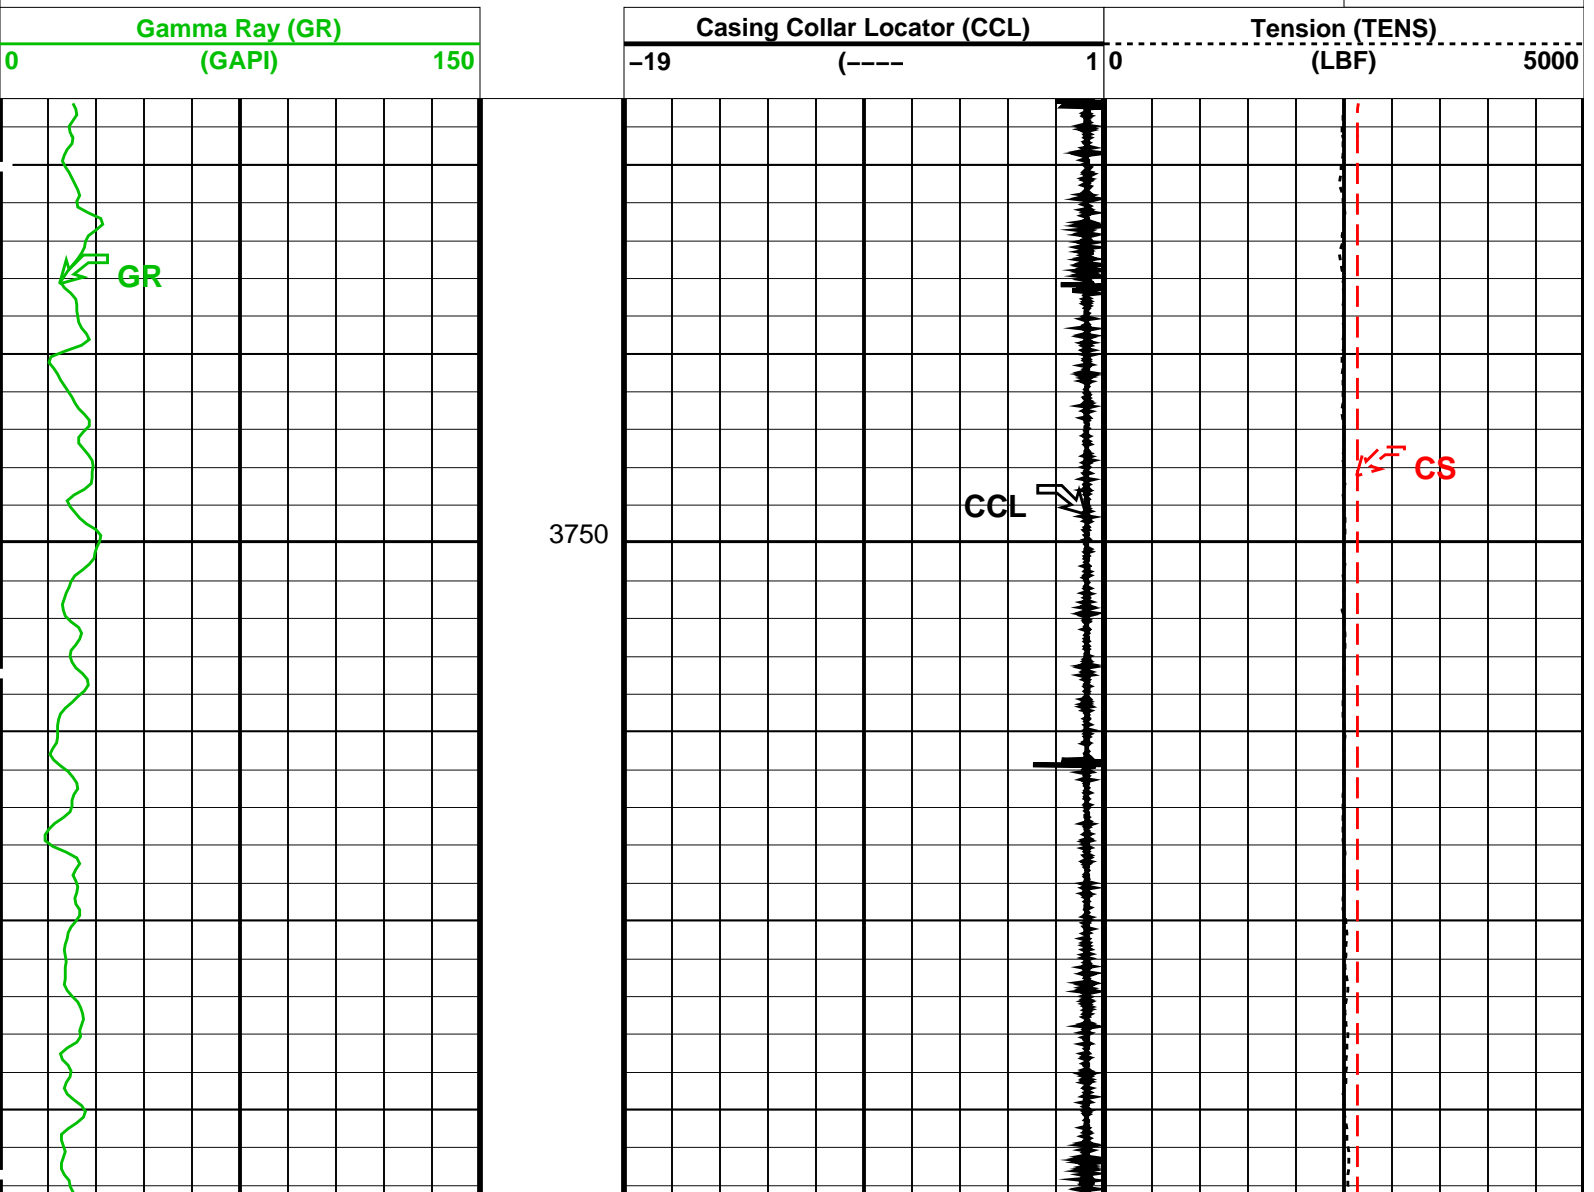 Gamma Ray (GR)
0 (GAPI) 150
Casing Collar Locator (CCL)
−19 (−−−− 1
Tension (TENS)
0 (LBF) 5000
GR
CS
CCL
3750